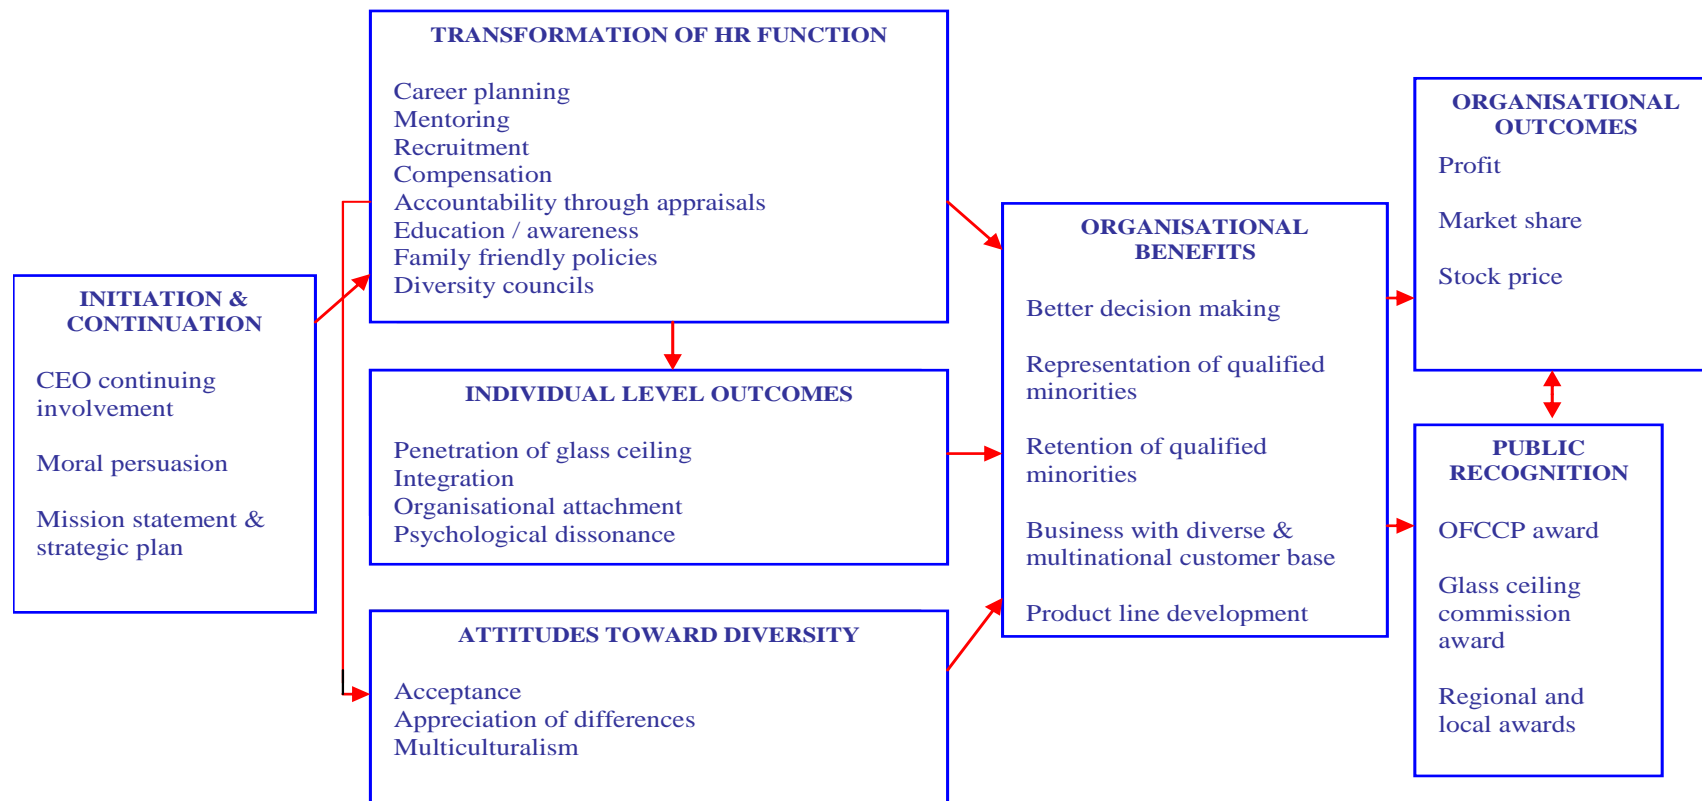 TRANSFORMATION OF HR FUNCTION
Career planning
Mentoring
Recruitment
Compensation
Accountability through appraisals
Education / awareness
Family friendly policies
Diversity councils
INITIATION &
CONTINUATION
CEO continuing
involvement
Moral persuasion
Mission statement &
strategic plan
INDIVIDUAL LEVEL OUTCOMES
Penetration of glass ceiling
Integration
Organisational attachment
Psychological dissonance
ATTITUDES TOWARD DIVERSITY
Acceptance
Appreciation of differences
Multiculturalism
ORGANISATIONAL
BENEFITS
Better decision making
Representation of qualified
minorities
Retention of qualified
minorities
Business with diverse &
multinational customer base
Product line development
ORGANISATIONAL
OUTCOMES
Profit
Market share
Stock price
PUBLIC
RECOGNITION
OFCCP award
Glass ceiling
commission
award
Regional and
local awards